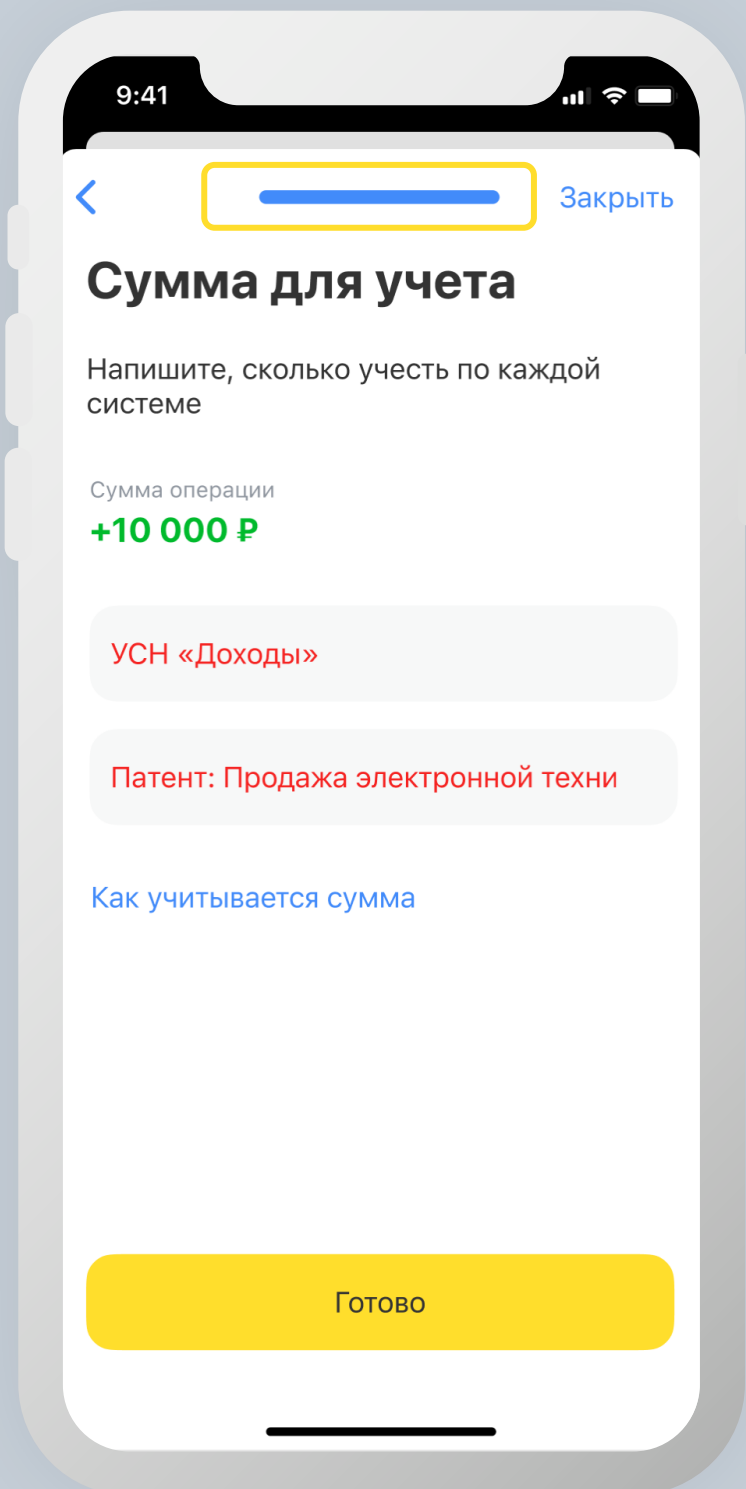 9:41
Закрыть
Сумма для учета
Напишите, сколько учесть по каждой
системе
Сумма операции
+10 000 ₽
УСН «Доходы»
Патент: Продажа электронной техни
Как учитывается сумма
Готово